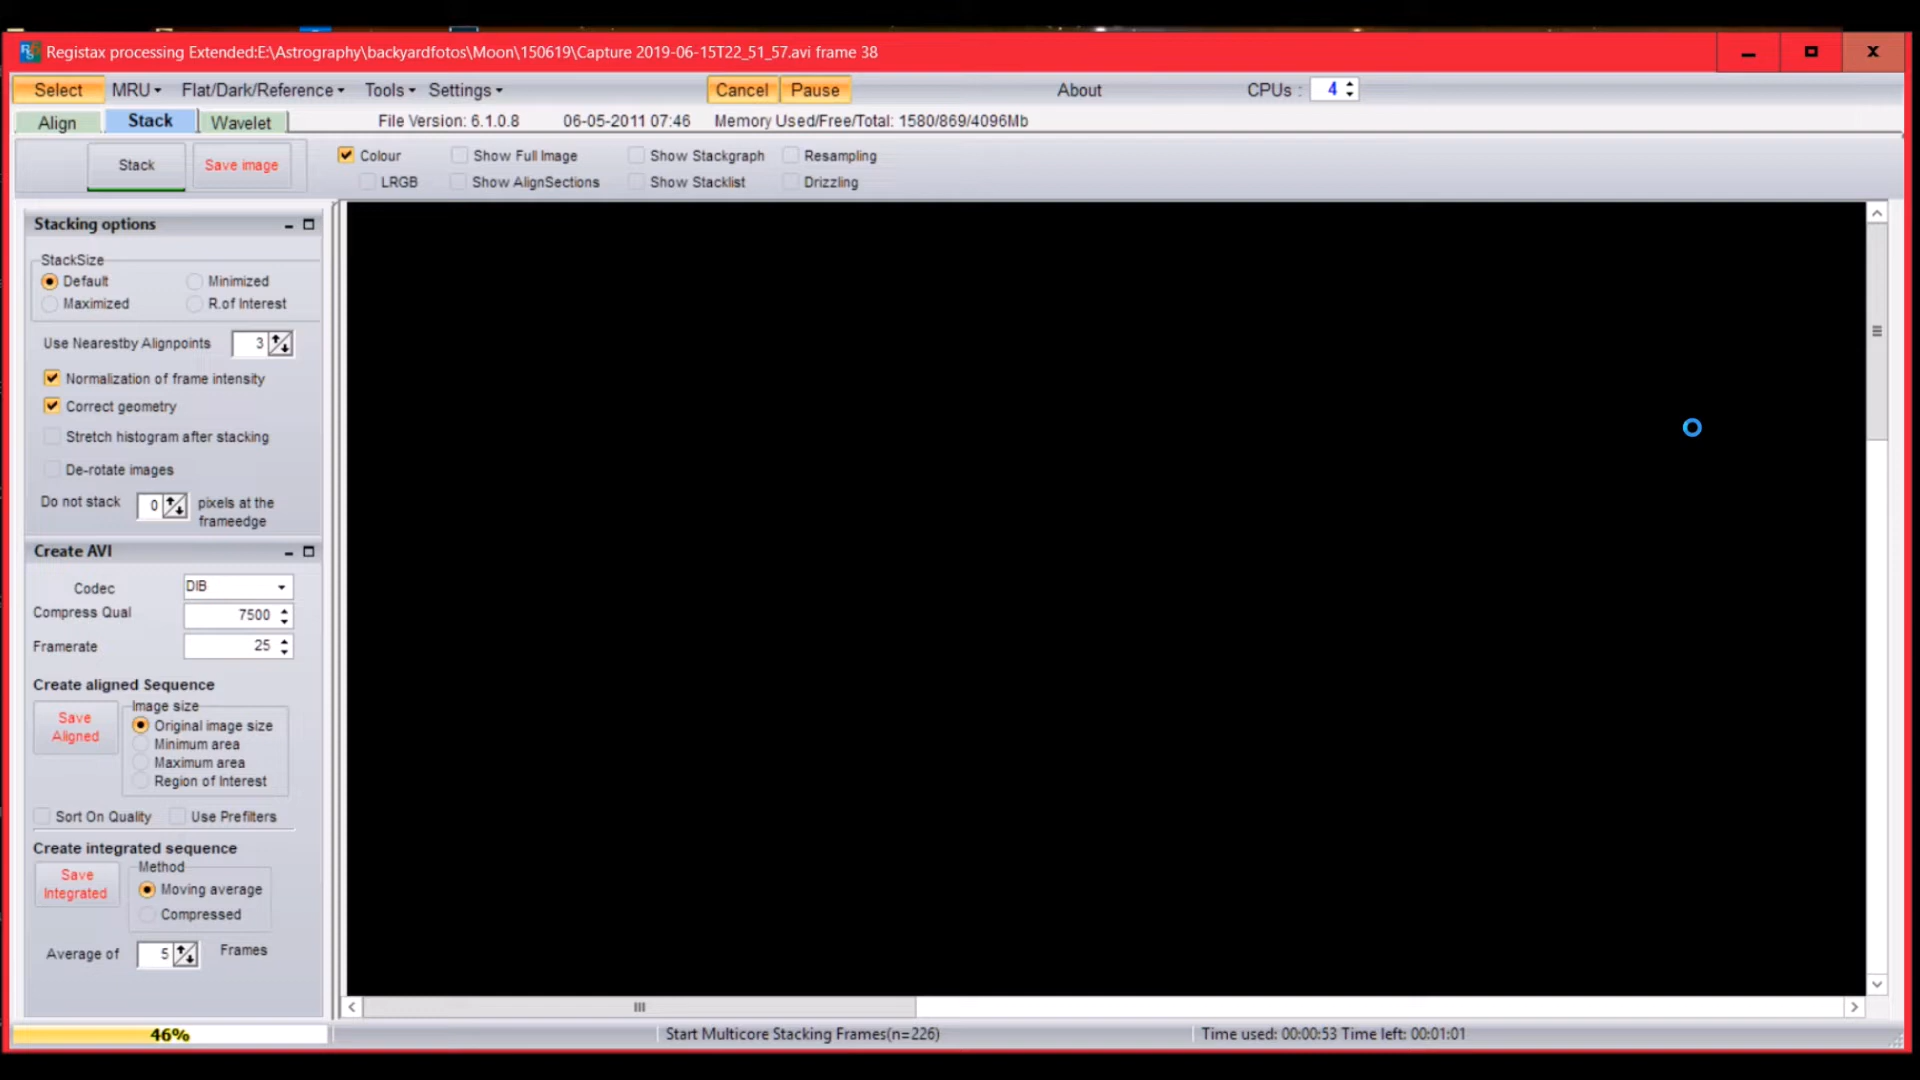 Registax processing Extended:E:\Astrography\backyardfotos\Moon\150619\Capture 2019-06-15T22_51_57.avi frame 38
Select MRU Flat/Dark/Reference Tools Settings Cancel Pause About CPUs : 4
Align Stack Wavelet File Version: 6.1.0.8 06-05-2011 07:46 Memory Used/Free/Total: 1580/869/4096Mb
Stack Save image
Colour Show Full Image Show Stackgraph Resampling
LRGB Show AlignSections Show Stacklist Drizzling
Stacking options
StackSize
Default Minimized
Maximized R.of Interest
Use Nearestby Alignpoints 3
Normalization of frame intensity
Correct geometry
Stretch histogram after stacking
De-rotate images
Do not stack 0 pixels at the
frameedge
Create AVI
Codec DIB
Compress Qual 7500
Framerate 25
Create aligned Sequence
Save
Aligned
Image size
Original image size
Minimum area
Maximum area
Region of Interest
Sort On Quality Use Prefilters
Create integrated sequence
Save
Integrated
Method
Moving average
Compressed
Average of 5 Frames
46% Start Multicore Stacking Frames(n=226) Time used: 00:00:53 Time left: 00:01:01